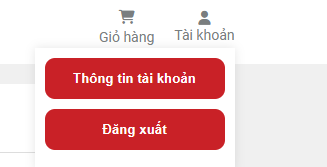 Giỏ hàng
Tài khoản
Thông tin tài khoản
Đăng xuất